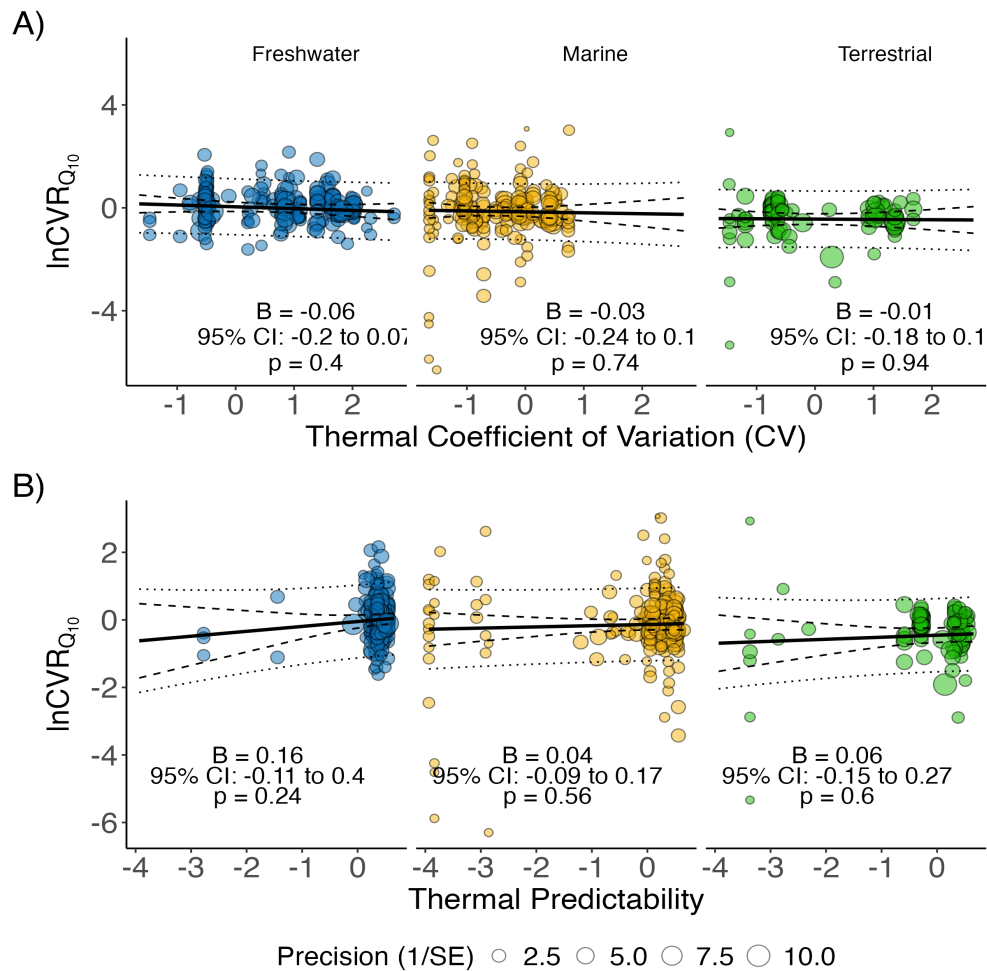 A)
Freshwater Marine Terrestrial
lnCVR Q10
4
0
-4
B = -0.06 B = -0.03 B = -0.01
95% CI: -0.2 to 0.07 95% CI: -0.24 to 0.1 95% CI: -0.18 to 0.1
p = 0.4 p = 0.74 p = 0.94
-1 0 1 2 -1 0 1 2 -1 0 1 2
Thermal Coefficient of Variation (CV)
B)
lnCVR Q10
2
0
-2
-4
-6
B = 0.16 B = 0.04 B = 0.06
95% CI: -0.11 to 0.4 95% CI: -0.09 to 0.17 95% CI: -0.15 to 0.27
p = 0.24 p = 0.56 p = 0.6
-4 -3 -2 -1 0 -4 -3 -2 -1 0 -4 -3 -2 -1 0
Thermal Predictability
Precision (1/SE) 2.5 5.0 7.5 10.0